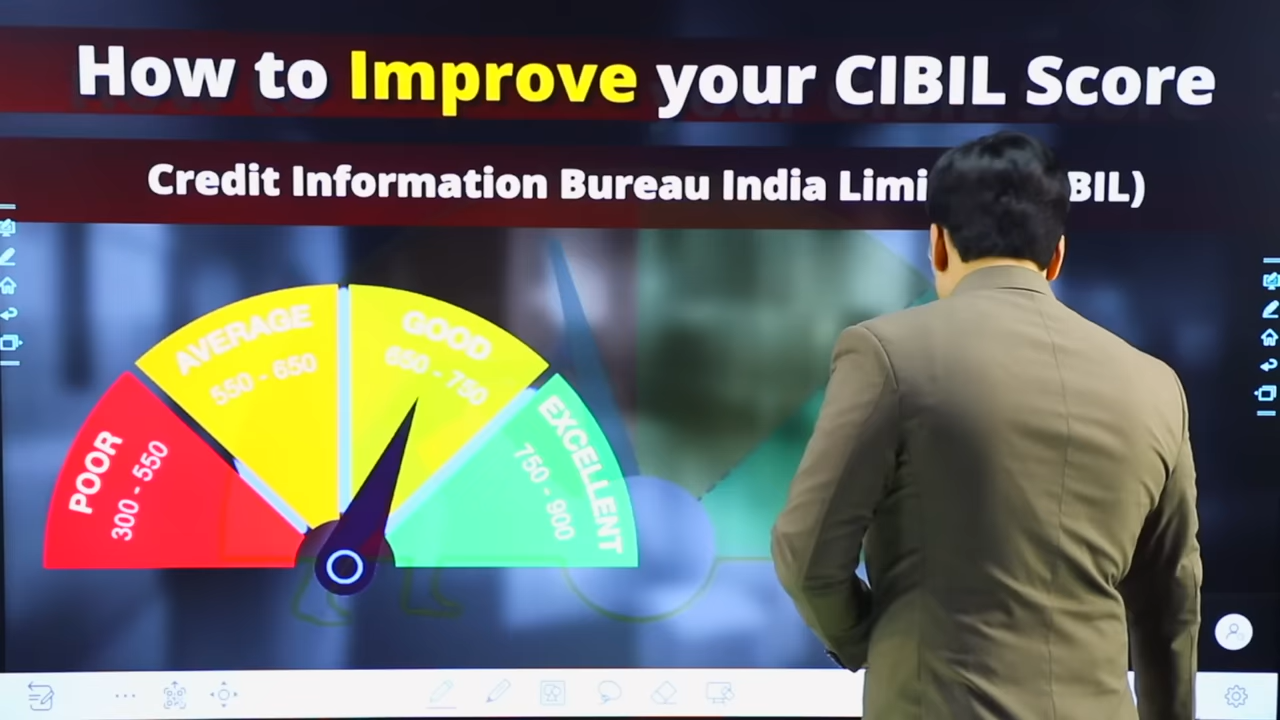 How to Improve your CIBIL Score
Credit Information Bureau India Limi BIL)
AVERAGE
550 - 650
GOOD
650 - 750
POOR
300 - 550
EXCELLENT
750 - 900